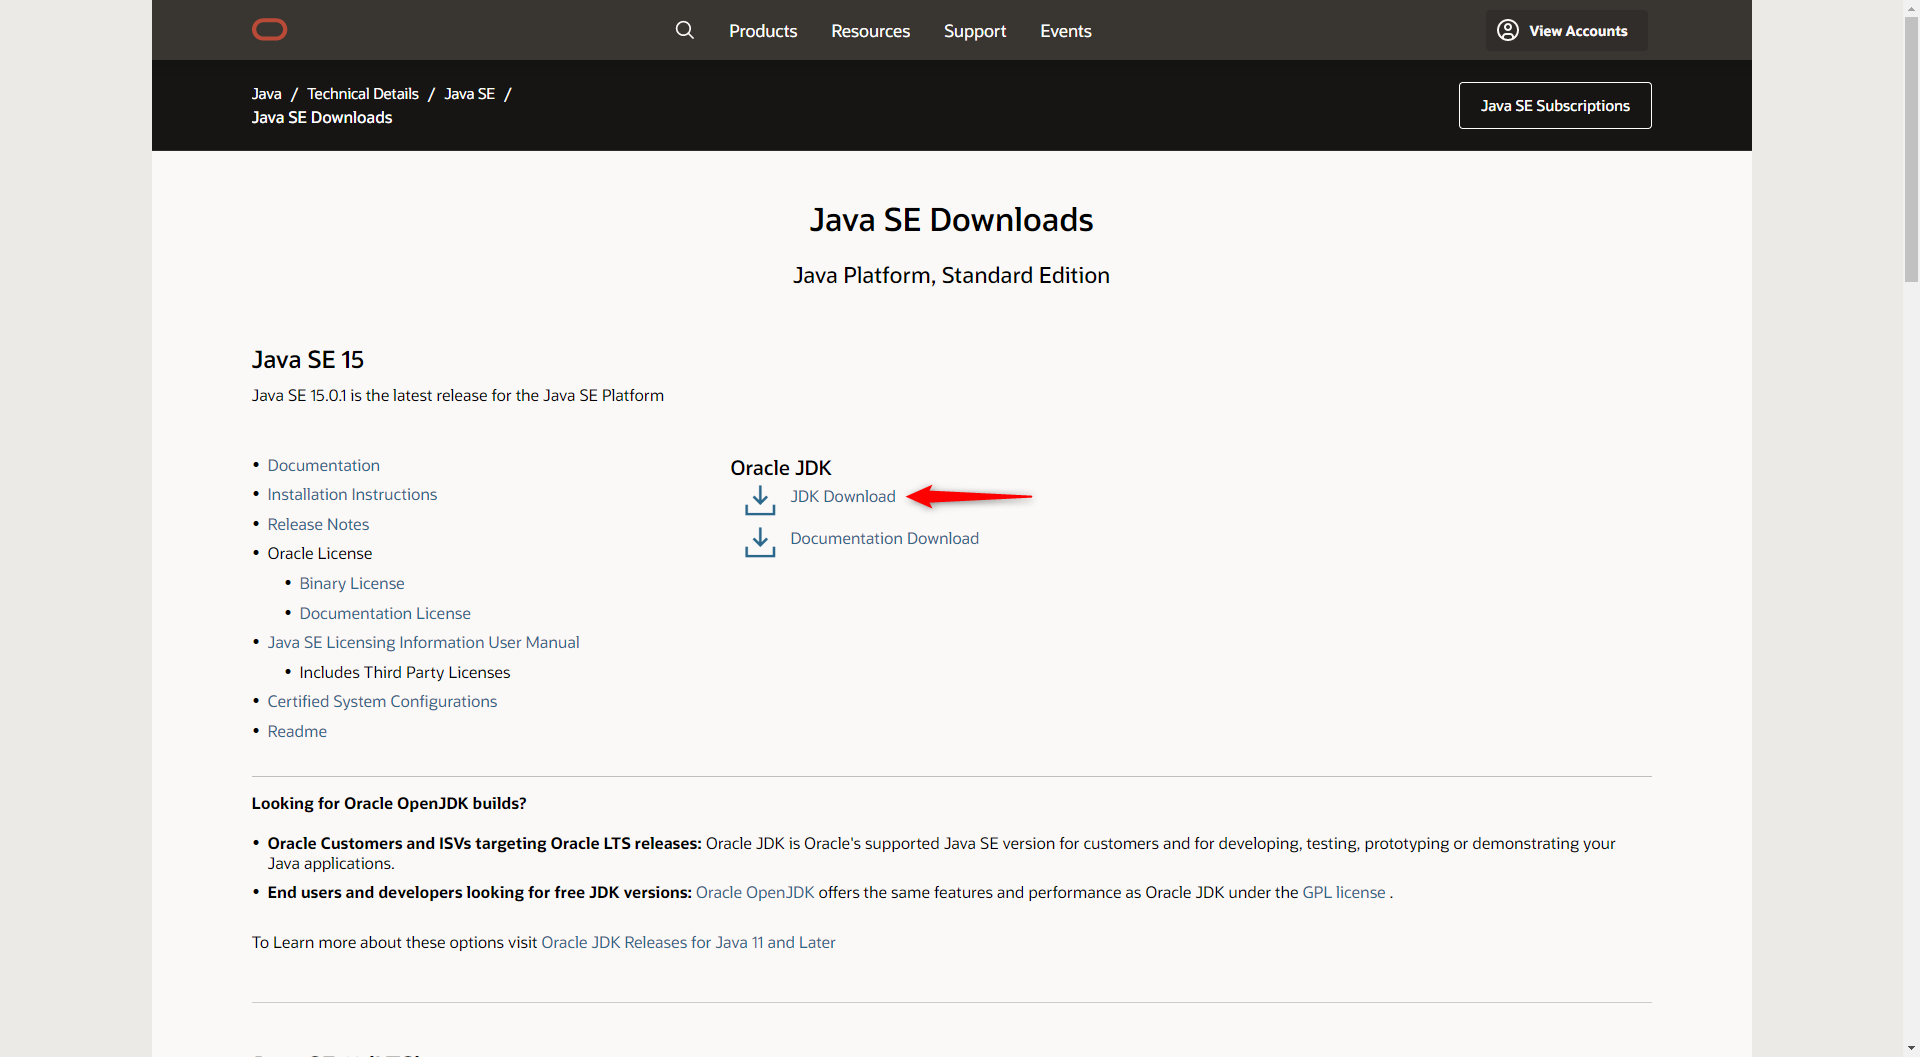 Products
Resources
Support
Events
View Accounts
Java / Technical Details / Java SE /
Java SE Downloads
Java SE Subscriptions
Java SE Downloads
Java Platform, Standard Edition
Java SE 15
Java SE 15.0.1 is the latest release for the Java SE Platform
• Documentation
• Installation Instructions
• Release Notes
• Oracle License
• Binary License
• Documentation License
• Java SE Licensing Information User Manual
• Includes Third Party Licenses
• Certified System Configurations
• Readme
Oracle JDK
JDK Download
Documentation Download
Looking for Oracle OpenJDK builds?
• Oracle Customers and ISVs targeting Oracle LTS releases: Oracle JDK is Oracle's supported Java SE version for customers and for developing, testing, prototyping or demonstrating your
Java applications.
• End users and developers looking for free JDK versions: Oracle OpenJDK offers the same features and performance as Oracle JDK under the GPL license .
To Learn more about these options visit Oracle JDK Releases for Java 11 and Later